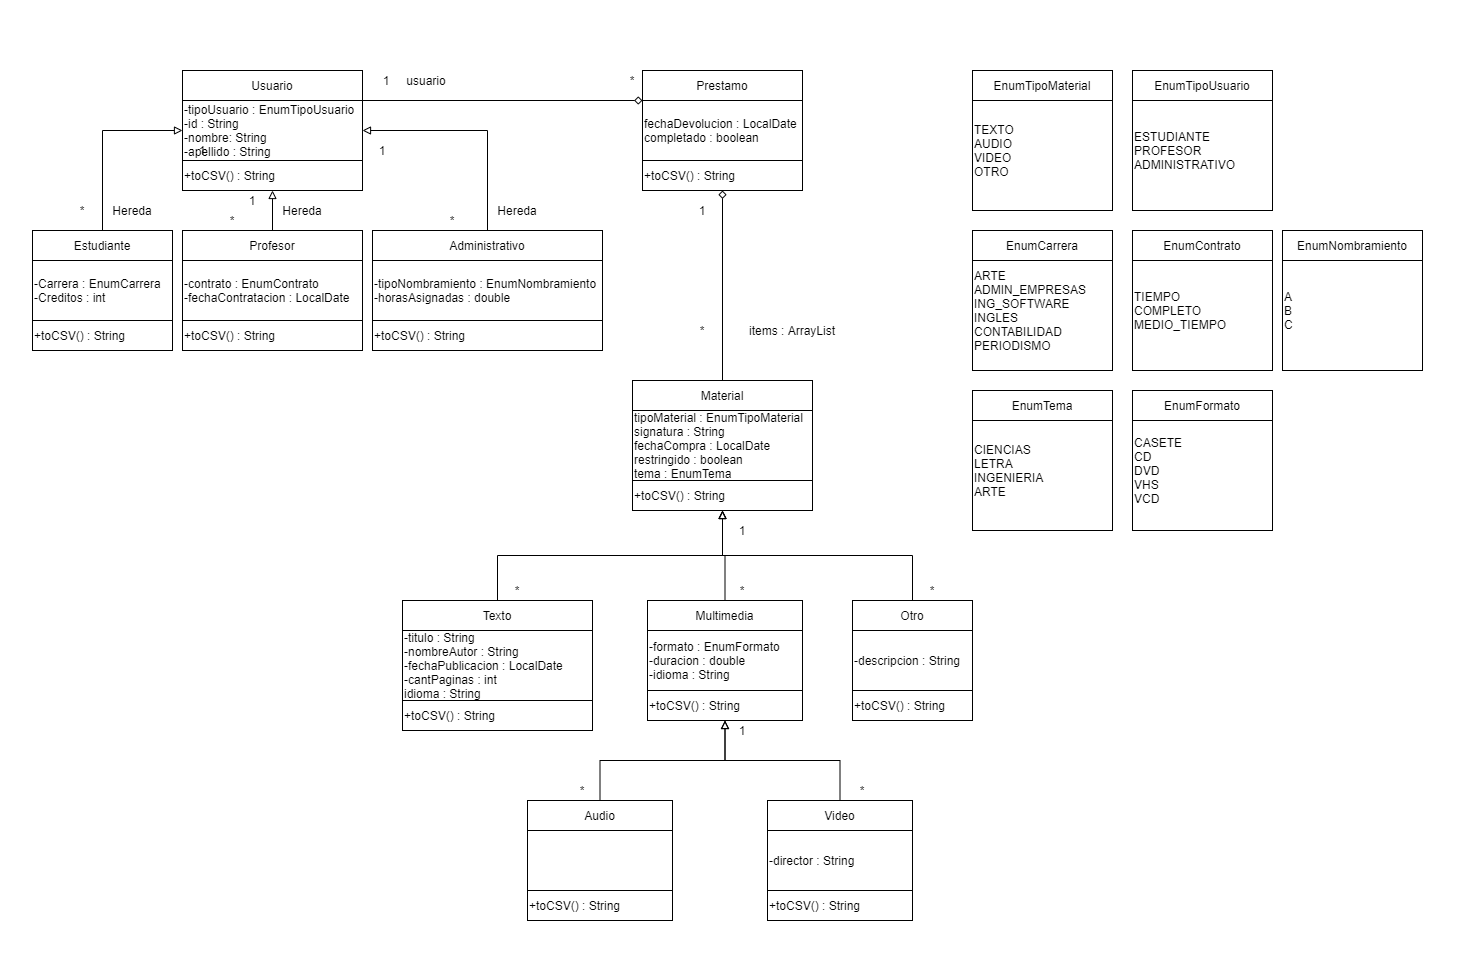 Usuario
-tipoUsuario : EnumTipoUsuario
-id : String
-nombre: String
-apellido : String
1
+toCSV() : String
1
usuario
*
Prestamo
fechaDevolucion : LocalDate
completado : boolean
+toCSV() : String
1
1
*
Hereda
*
Hereda
*
Hereda
1
Estudiante
-Carrera : EnumCarrera
-Creditos : int
+toCSV() : String
Profesor
-contrato : EnumContrato
-fechaContratacion : LocalDate
+toCSV() : String
Administrativo
-tipoNombramiento : EnumNombramiento
-horasAsignadas : double
+toCSV() : String
*
items : ArrayList
Material
tipoMaterial : EnumTipoMaterial
signatura : String
fechaCompra : LocalDate
restringido : boolean
tema : EnumTema
+toCSV() : String
1
*
*
*
Texto
-titulo : String
-nombreAutor : String
-fechaPublicacion : LocalDate
-cantPaginas : int
idioma : String
+toCSV() : String
Multimedia
-formato : EnumFormato
-duracion : double
-idioma : String
+toCSV() : String
Otro
-descripcion : String
+toCSV() : String
1
*
*
Audio
+toCSV() : String
Video
-director : String
+toCSV() : String
EnumTipoMaterial
TEXTO
AUDIO
VIDEO
OTRO
EnumTipoUsuario
ESTUDIANTE
PROFESOR
ADMINISTRATIVO
EnumCarrera
ARTE
ADMIN_EMPRESAS
ING_SOFTWARE
INGLES
CONTABILIDAD
PERIODISMO
EnumContrato
TIEMPO
COMPLETO
MEDIO_TIEMPO
EnumNombramiento
A
B
C
EnumTema
CIENCIAS
LETRA
INGENIERIA
ARTE
EnumFormato
CASETE
CD
DVD
VHS
VCD